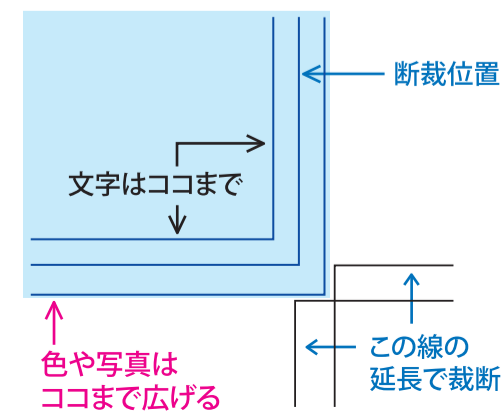 断裁位置
文字はココまで
色や写真は
ココまで広げる
この線の
延長で裁断